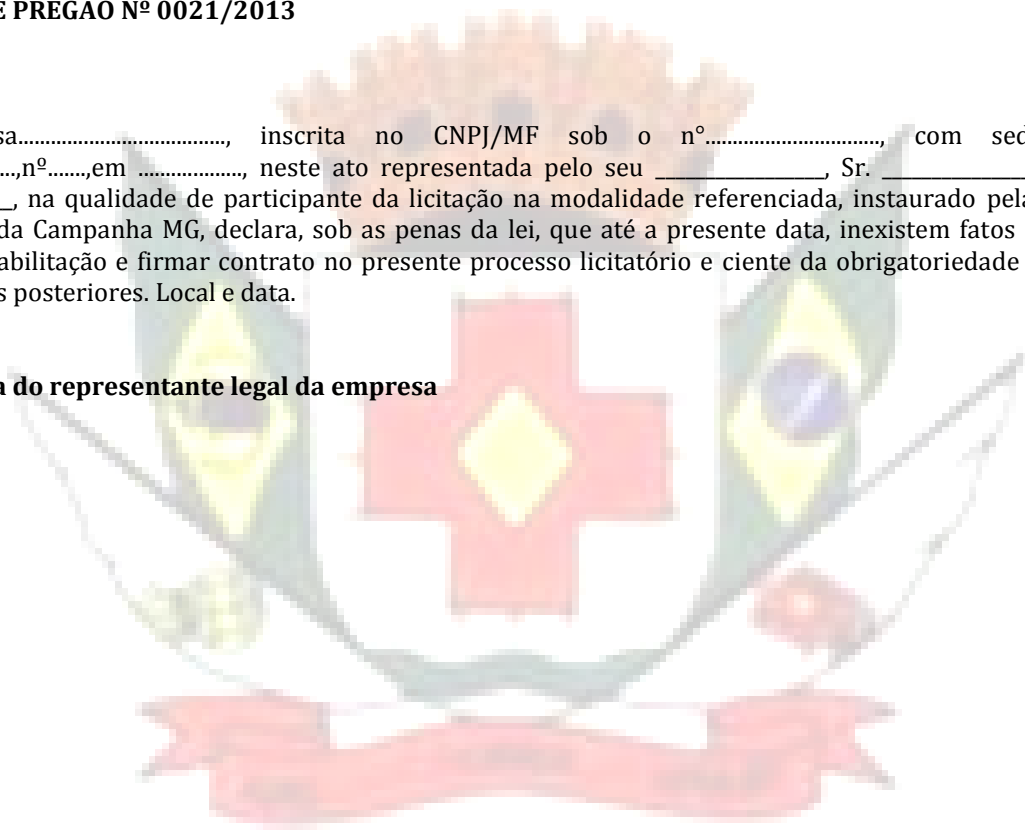 E PREGÃO Nº 0021/2013
sa......................................, inscrita no CNPJ/MF sob o n°................................, com sed
...,nº.......,em ..................., neste ato representada pelo seu _________________, Sr. ______________
__, na qualidade de participante da licitação na modalidade referenciada, instaurado pela
da Campanha MG, declara, sob as penas da lei, que até a presente data, inexistem fatos
abilitação e firmar contrato no presente processo licitatório e ciente da obrigatoriedade
s posteriores. Local e data.
a do representante legal da empresa